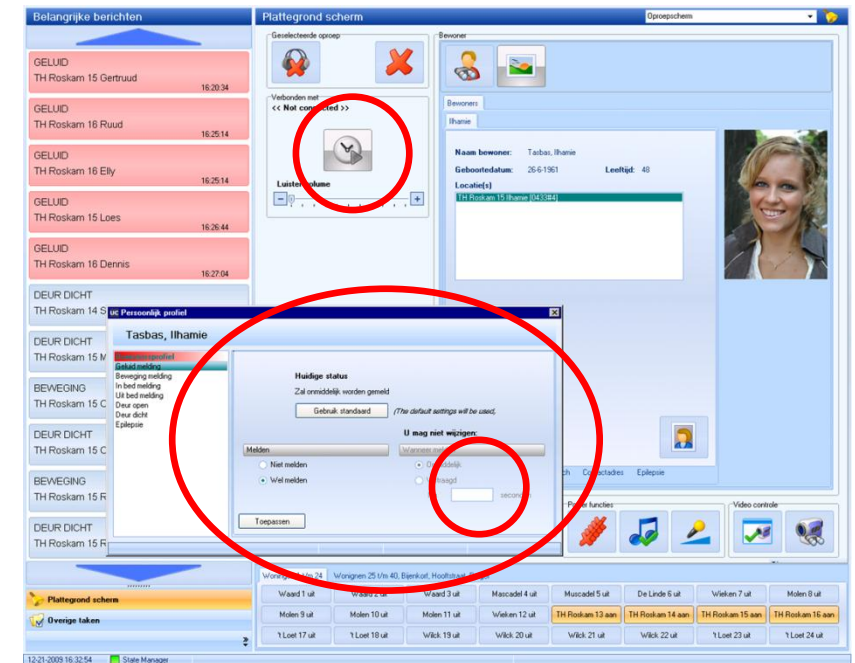 Belangrijke berichten
GELUID
TH Roskam 15 Gertruud
16:20:34
GELUID
TH Roskam 16 Ruud
16:25:14
GELUID
TH Roskam 16 Elly
16:25:14
GELUID
TH Roskam 15 Loes
16:26:44
GELUID
TH Roskam 16 Dennis
16:27:04
DEUR DICHT
TH Roskam 14 S
DEUR DICHT
TH Roskam 15 M
BEWEGING
TH Roskam 15 C
DEUR DICHT
TH Roskam 15 C
BEWEGING
TH Roskam 15 R
DEUR DICHT
TH Roskam 15 R
Plattegrond scherm
Overige taken
12-21-2009 16:32:54 State Manager
Plattegrond scherm
Oproepscherm
Geselecteerde oproep
Verbonden met
<< Not connected >>
Luistervolume
Bewoner
Bewoners
Ilhamie
Naam bewoner: Tasbas, Ilhamie
Geboortedatum: 26-6-1961 Leeftijd: 48
Locatie[s]
TH Roskam 15 Ilhamie [0433#4]
Contactadres Epilepsie
functies
Video controle
UC Persoonlijk profiel
Tasbas, Ilhamie
Geluid melding
Beweging melding
In bed melding
Uit bed melding
Deur open
Deur dicht
Epilepsie
Huidige status
Zal onmiddelijk worden gemeld
Gebruik standaard (The default settings will be used,
U mag niet wijzigen:
Melden
Niet melden
Wel melden
Wanneer melden
Onmiddelijk
Vertraagd
seconden
Toepassen
t/m 24 Woningnen 25 t/m 40, Bijenkorf, Hooftstraat,
Waard 1 uit Waard 2 uit Waard 3 uit Mascadel 4 uit Muscadel 5 uit De Linde 6 uit Wieken 7 uit Molen 8 uit
Molen 9 uit Molen 10 uit Molen 11 uit Wieken 12 uit TH Roskam 13 aan TH Roskam 14 aan TH Roskam 15 aan TH Roskam 16 aan
't Loet 17 uit 't Loet 18 uit Wilck 19 uit Wilck 20 uit Wilck 21 uit Wilck 22 uit 't Loet 23 uit 't Loet 24 uit